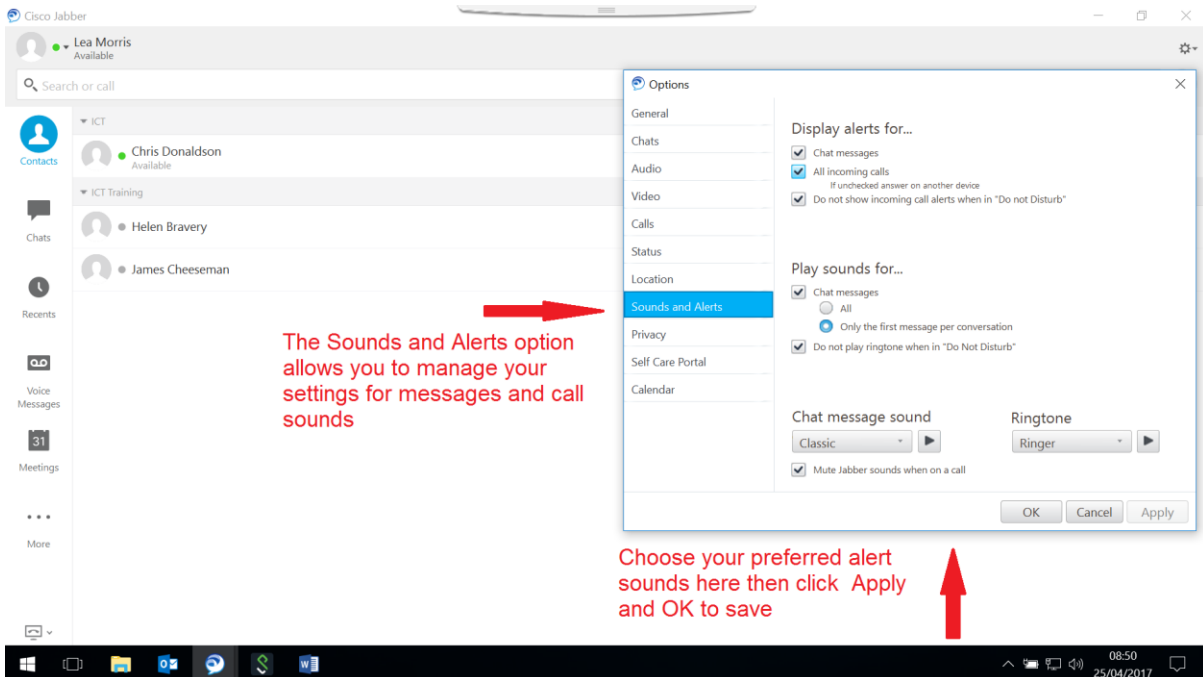 Cisco Jabber
Lea Morris
Available
Search or call
Contacts
Chats
Recents
Voice
Messages
31
Meetings
More
ICT
Chris Donaldson
Available
ICT Training
Helen Bravery
James Cheeseman
The Sounds and Alerts option
allows you to manage your
settings for messages and call
sounds
Options
General
Chats
Audio
Video
Calls
Status
Location
Sounds and Alerts
Privacy
Self Care Portal
Calendar
Display alerts for...
Chat messages
All incoming calls
If unchecked answer on another device
Do not show incoming call alerts when in "Do not Disturb"
Play sounds for...
Chat messages
All
Only the first message per conversation
Do not play ringtone when in "Do Not Disturb"
Chat message sound
Classic
Ringtone
Ringer
Mute Jabber sounds when on a call
OK
Cancel
Apply
Choose your preferred alert
sounds here then click Apply
and OK to save
08:50
25/04/2017